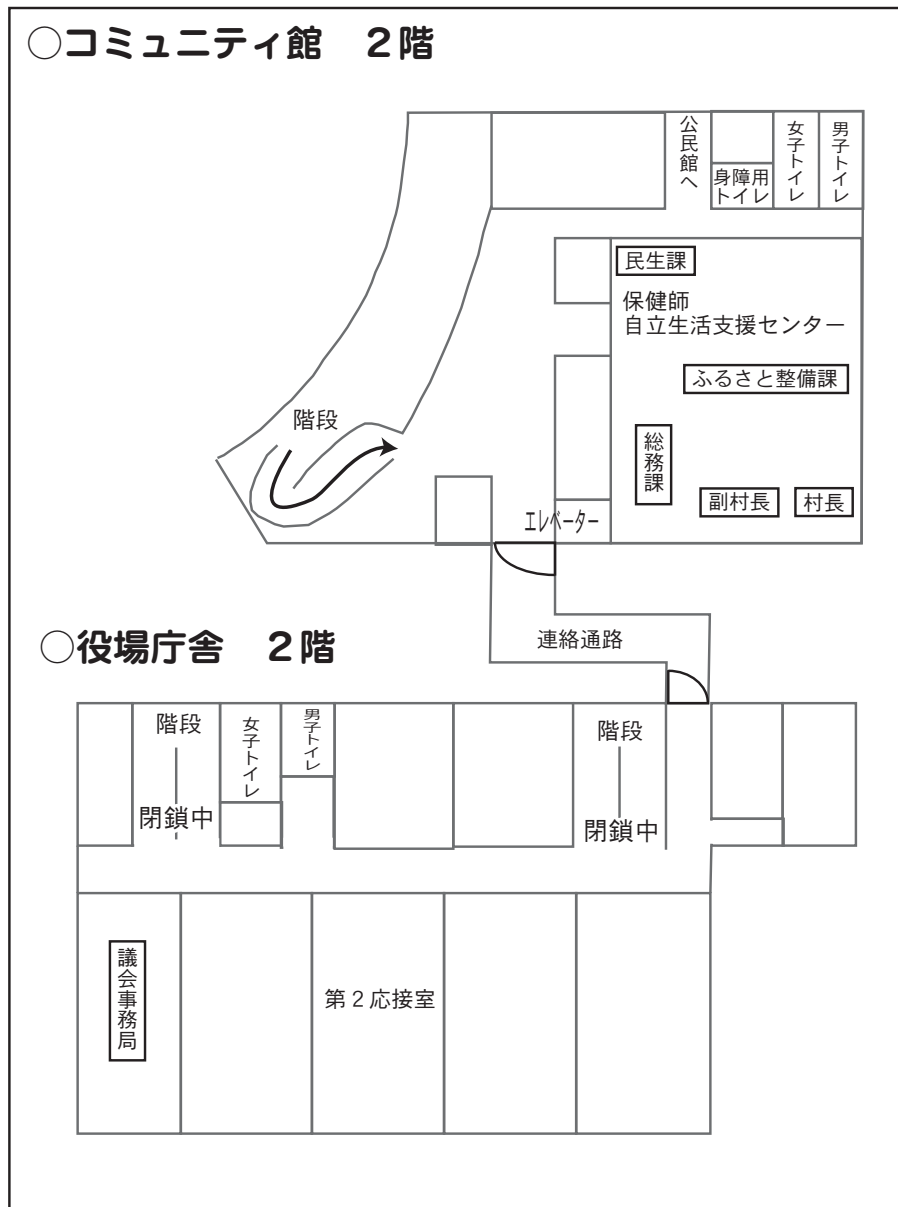 ○コミュニティ館　２階
公民館へ
身障用
トイレ
女子トイレ
男子トイレ
民生課
保健師
自立生活支援センター
ふるさと整備課
階段
総務課
副村長
村長
エレベーター
連絡通路
○役場庁舎　２階
階段
閉鎖中
女子トイレ
男子トイレ
階段
閉鎖中
議会事務局
第２応接室